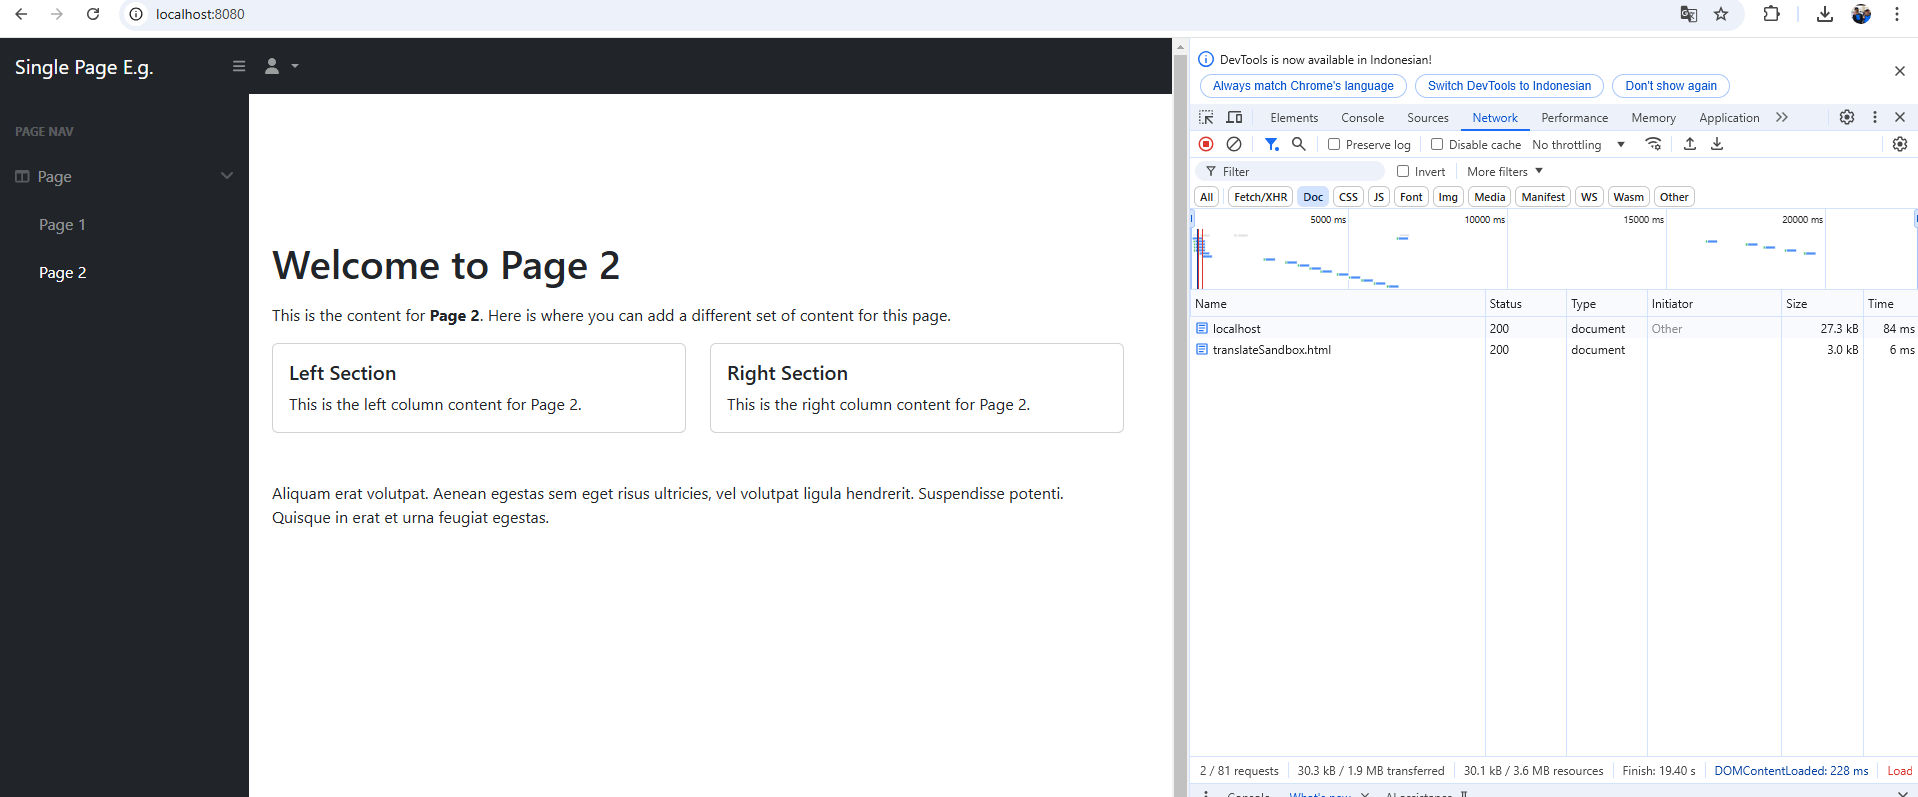 localhost:8080
Single Page E.g.
PAGE NAV
Page
Page 1
Page 2
Welcome to Page 2
This is the content for Page 2. Here is where you can add a different set of content for this page.
Left Section
This is the left column content for Page 2.
Right Section
This is the right column content for Page 2.
Aliquam erat volutpat. Aenean egestas sem eget risus ultricies, vel volutpat ligula hendrerit. Suspendisse potenti.
Quisque in erat et urna feugiat egestas.
DevTools is now available in Indonesian!
Always match Chrome's language Switch DevTools to Indonesian Don't show again
Elements Console Sources Network Performance Memory Application
Preserve log Disable cache No throttling
Filter Invert More filters
All Fetch/XHR Doc CSS JS Font Img Media Manifest WS Wasm Other
5000 ms 10000 ms 15000 ms 20000 ms
Name Status Type Initiator Size Time
localhost 200 document Other 27.3 kB 84 ms
translateSandbox.html 200 document 3.0 kB 6 ms
2 / 81 requests 30.3 kB / 1.9 MB transferred 30.1 kB / 3.6 MB resources Finish: 19.40 s DOMContentLoaded: 228 ms Load
Console What's new AI assistance